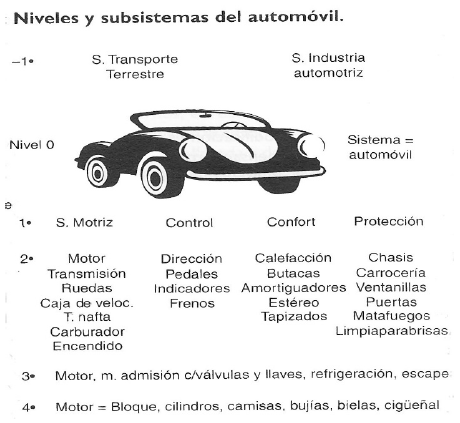 Niveles y subsistemas del automóvil.
−1• S. Transporte Terrestre S. Industria automotriz
Nivel 0 Sistema = automóvil
e
1• S. Motriz Control Confort Protección
2• Motor Dirección Calefacción Chasis
Transmisión Pedales Butacas Carrocería
Ruedas Indicadores Amortiguadores Ventanillas
Caja de veloc. Frenos Estéreo Puertas
T. nafta Tapizados Matafuegos
Carburador Limpiaparabrisas
Encendido
3• Motor, m. admisión c/válvulas y llaves, refrigeración, escape
4• Motor = Bloque, cilindros, camisas, bujías, bielas, cigüeñal